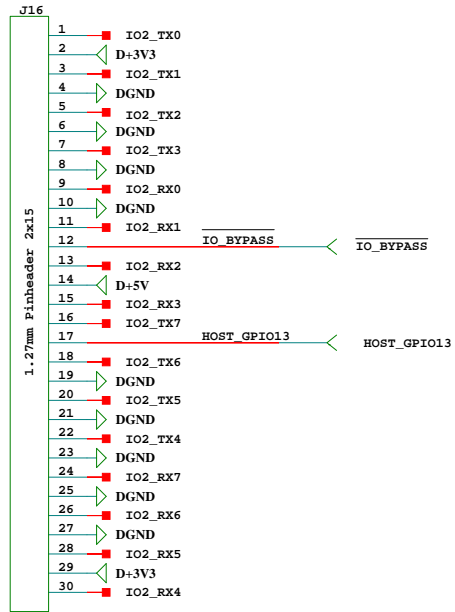 J16
1 IO2_TX0
2 D+3V3
3 IO2_TX1
4 DGND
5 IO2_TX2
6 DGND
7 IO2_TX3
8 DGND
9 IO2_RX0
10 DGND
11 IO2_RX1
12 IO_BYPASS IO_BYPASS
13 IO2_RX2
14 D+5V
15 IO2_RX3
16 IO2_TX7
17 HOST_GPIO13 HOST_GPIO13
18 IO2_TX6
19 DGND
20 IO2_TX5
21 DGND
22 IO2_TX4
23 DGND
24 IO2_RX7
25 DGND
26 IO2_RX6
27 DGND
28 IO2_RX5
29 D+3V3
30 IO2_RX4
1.27mm Pinheader 2x15